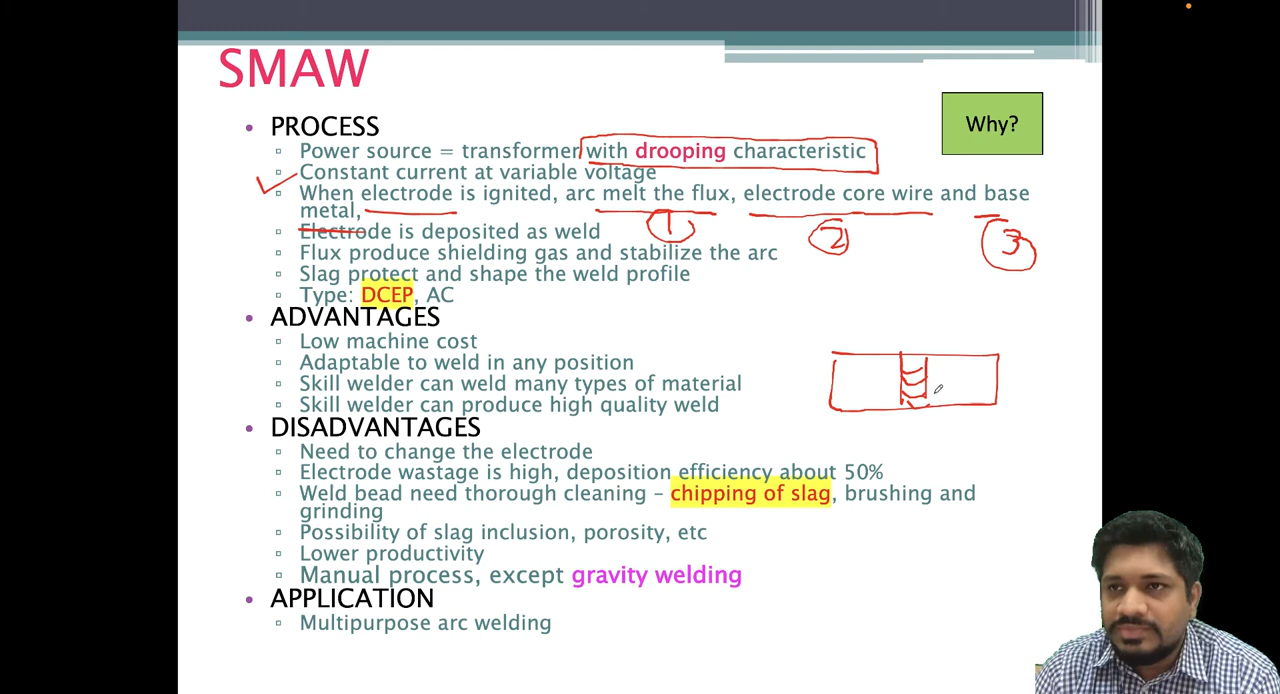 SMAW
Why?
• PROCESS
▫ Power source = transformer with drooping characteristic
▫ Constant current at variable voltage
▫ When electrode is ignited, arc melt the flux, electrode core wire and base
metal,
1
2
3
▫ Electrode is deposited as weld
▫ Flux produce shielding gas and stabilize the arc
▫ Slag protect and shape the weld profile
▫ Type: DCEP, AC
• ADVANTAGES
▫ Low machine cost
▫ Adaptable to weld in any position
▫ Skill welder can weld many types of material
▫ Skill welder can produce high quality weld
• DISADVANTAGES
▫ Need to change the electrode
▫ Electrode wastage is high, deposition efficiency about 50%
▫ Weld bead need thorough cleaning – chipping of slag, brushing and
grinding
▫ Possibility of slag inclusion, porosity, etc
▫ Lower productivity
▫ Manual process, except gravity welding
• APPLICATION
▫ Multipurpose arc welding